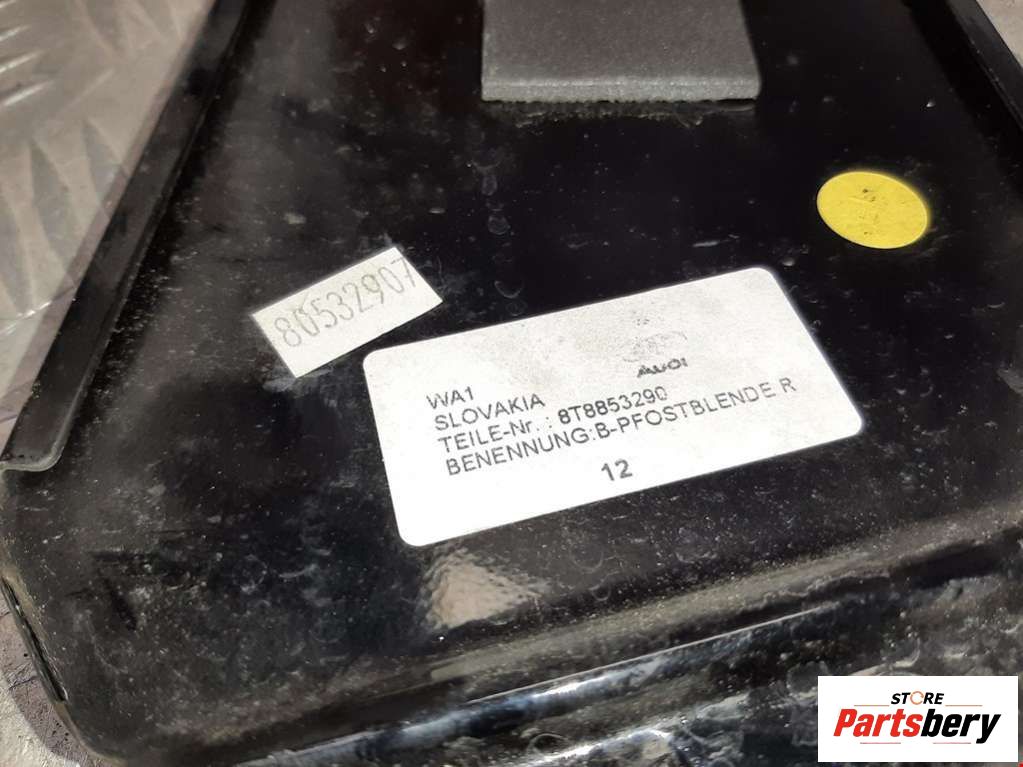 80532907
AUDI
WA1
SLOVAKIA
TEILE-Nr. : 8T8853290
BENENNUNG:B-PFOSTBLENDE R
12
STORE
Partsbery